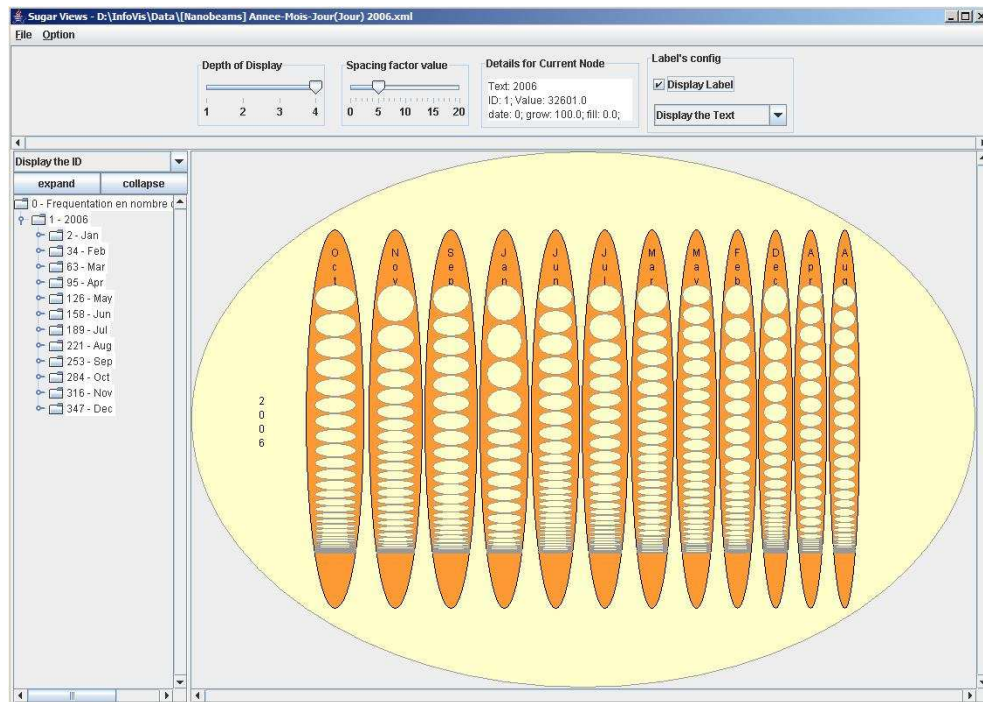 Sugar Views - D:\InfoVis\Data\[Nanobeams] Annee-Mois-Jour(Jour) 2006.xml
File Option
Depth of Display
1 2 3 4
Spacing factor value
0 5 10 15 20
Details for Current Node
Text: 2006
ID: 1; Value: 32601.0
date: 0; grow: 100.0; fill: 0.0;
Label's config
Display Label
Display the Text
Display the ID
expand collapse
0 - Frequentation en nombre
1 - 2006
2 - Jan
34 - Feb
63 - Mar
95 - Apr
126 - May
158 - Jun
189 - Jul
221 - Aug
253 - Sep
284 - Oct
316 - Nov
347 - Dec
2006
Oct Nov Sep Jan Jun Jul Mar May Feb Dec Apr Aug